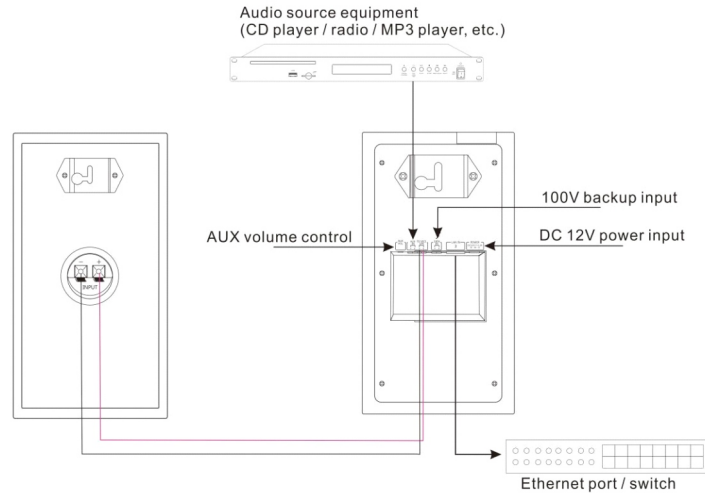 Audio source equipment
(CD player / radio / MP3 player, etc.)
100V backup input
AUX volume control
DC 12V power input
- +
INPUT
Ethernet port / switch